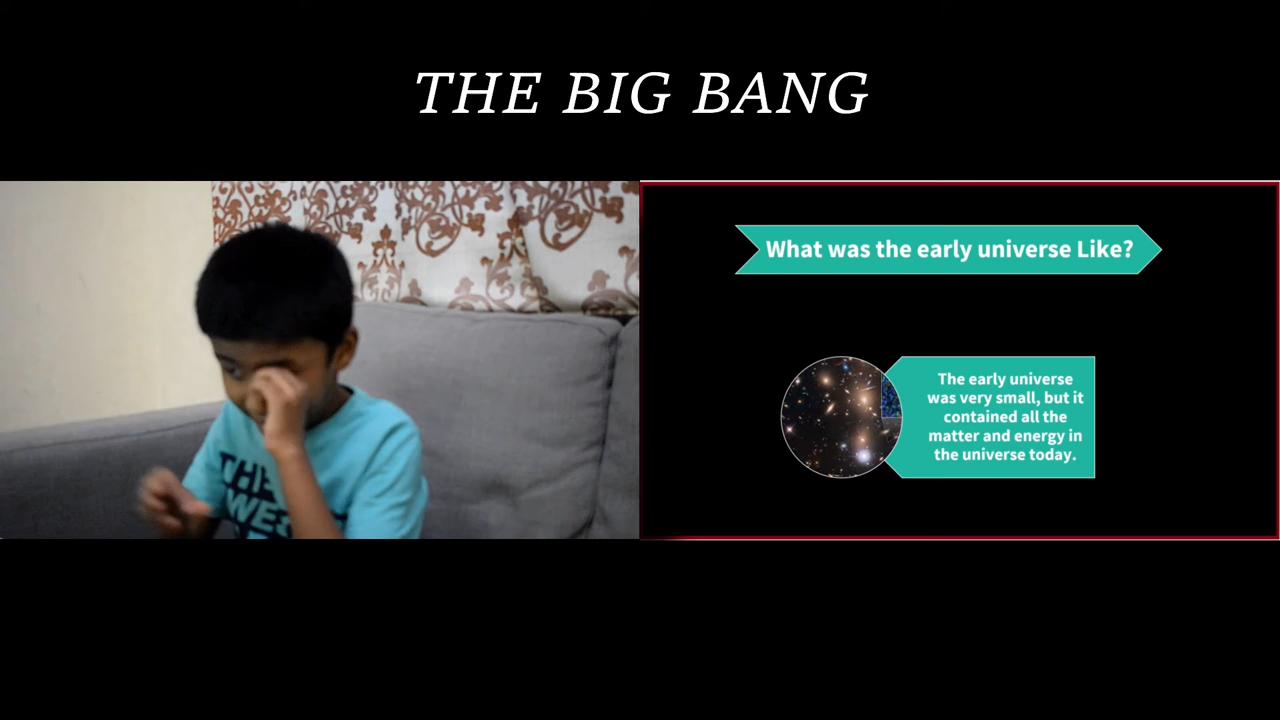 THE BIG BANG
What was the early universe Like?
The early universe
was very small, but it
contained all the
matter and energy in
the universe today.
THE